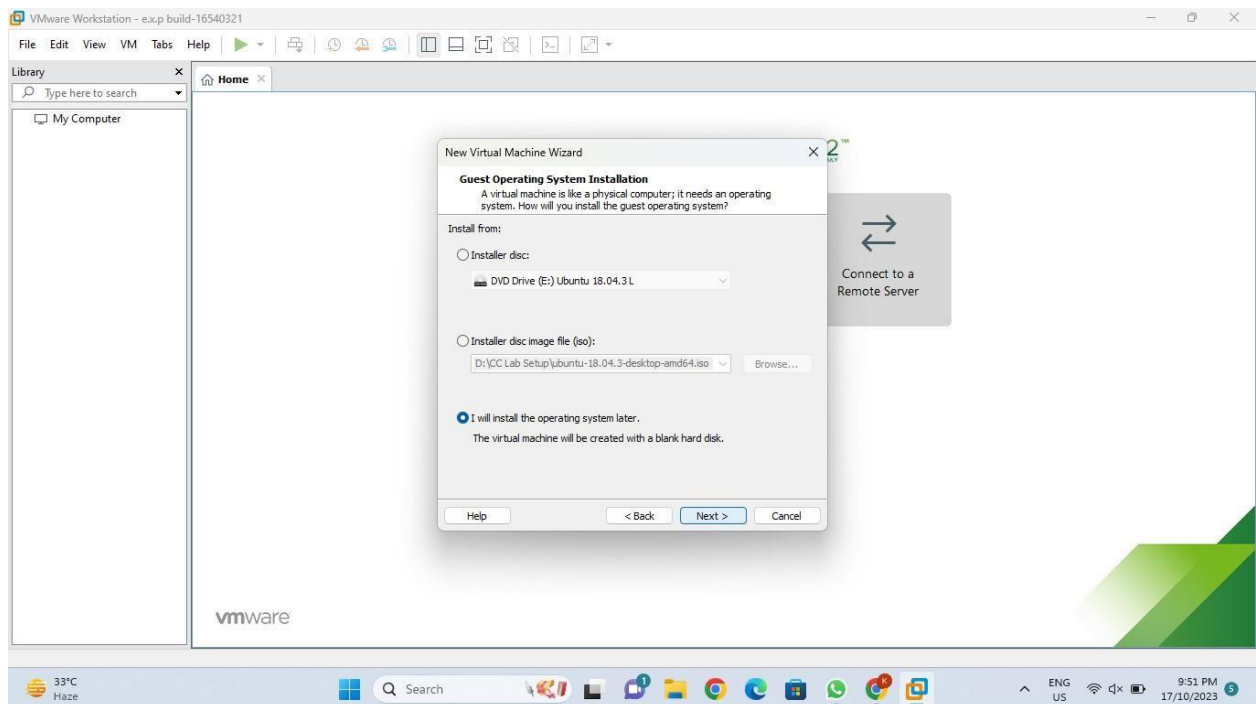 VMware Workstation - e.x.p build-16540321
File Edit View VM Tabs Help
Library
Type here to search
My Computer
Home
2™
New Virtual Machine Wizard
Guest Operating System Installation
A virtual machine is like a physical computer; it needs an operating
system. How will you install the guest operating system?
Install from:
Installer disc:
DVD Drive (E:) Ubuntu 18.04.3 L
Installer disc image file (iso):
D:\CC Lab Setup\ubuntu-18.04.3-desktop-amd64.iso
Browse...
I will install the operating system later.
The virtual machine will be created with a blank hard disk.
Help
< Back
Next >
Cancel
Connect to a
Remote Server
vmware
33°C
Haze
Search
1
K
ENG
US
9:51 PM
17/10/2023
5